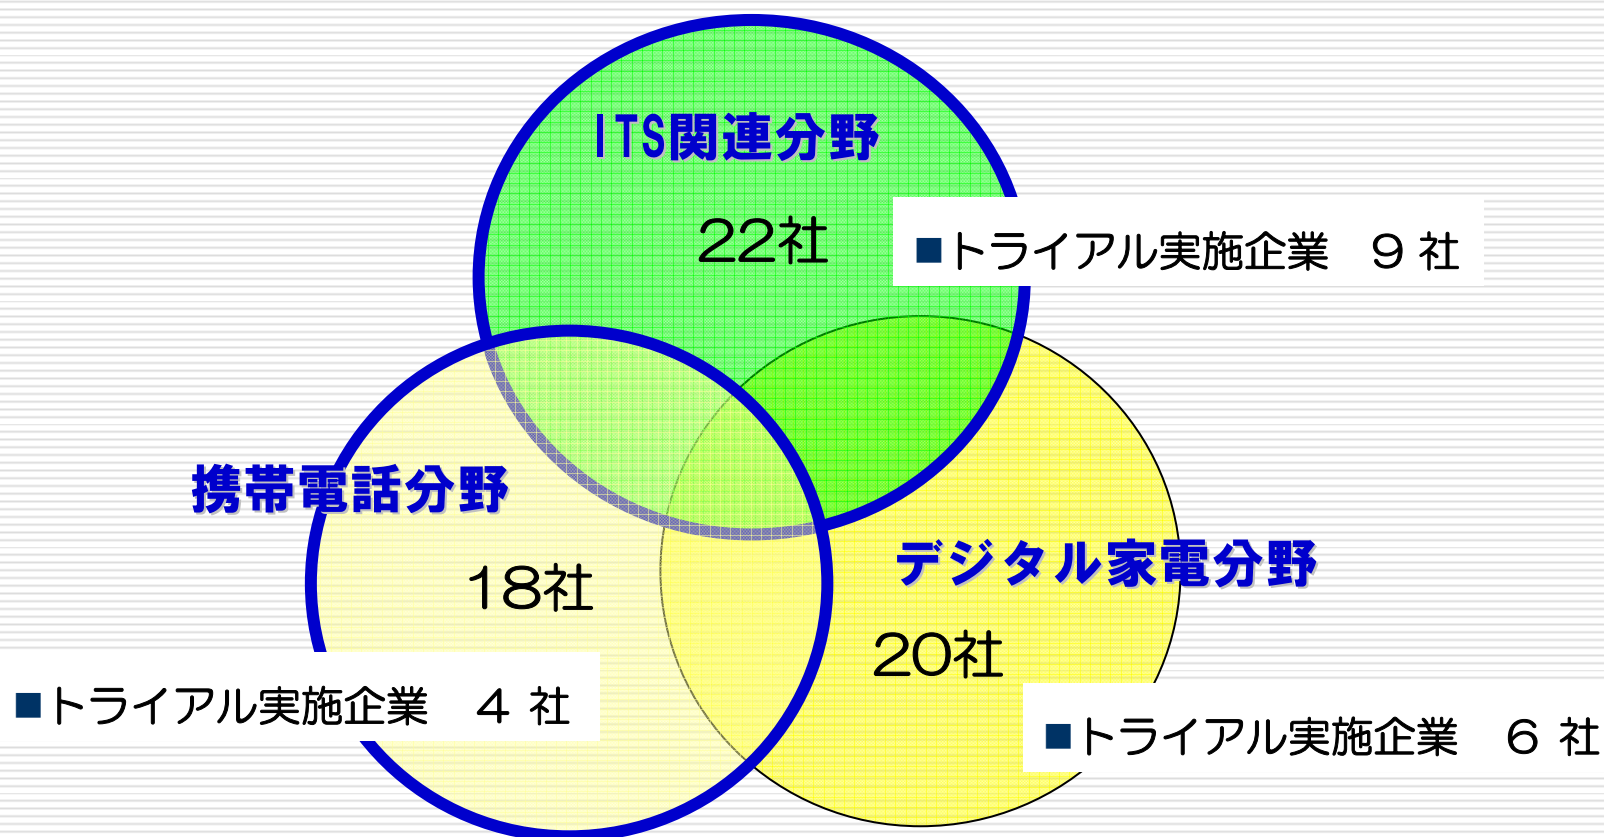 ITS関連分野
22社
■トライアル実施企業　9 社
携帯電話分野
18社
■トライアル実施企業　4 社
デジタル家電分野
20社
■トライアル実施企業　6 社